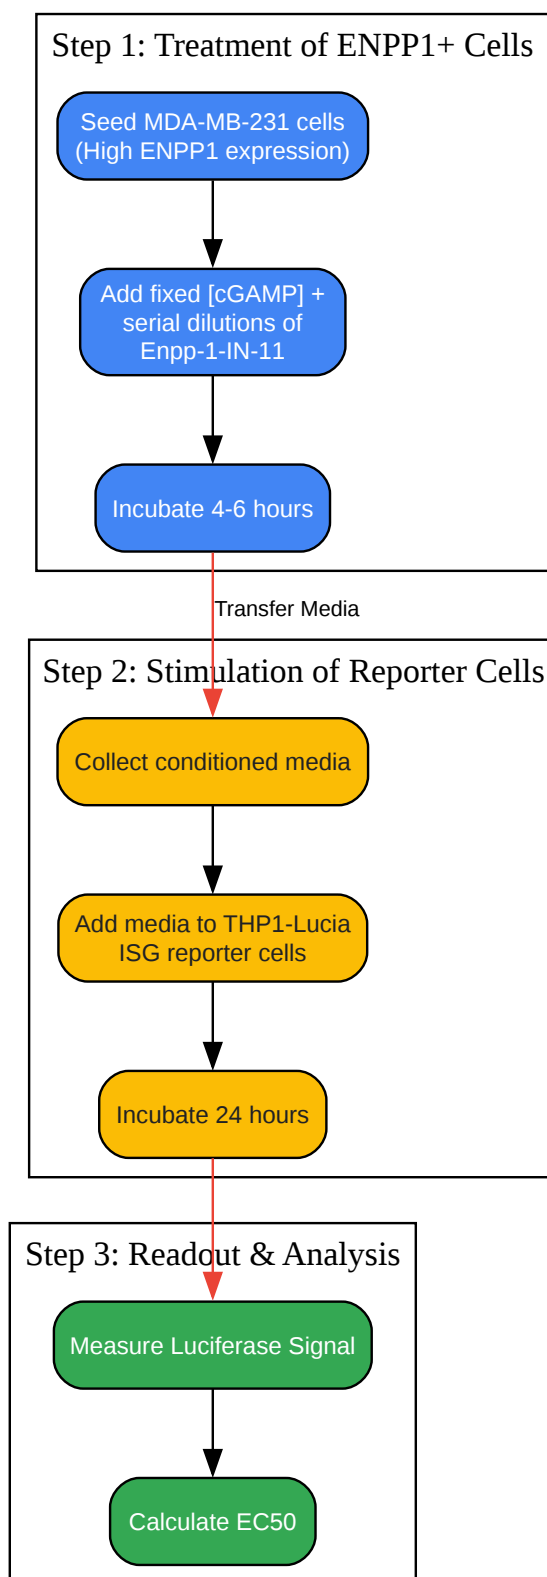 Step 1: Treatment of ENPP1+ Cells
Seed MDA-MB-231 cells
(High ENPP1 expression)
Add fixed [cGAMP] +
serial dilutions of
Enpp-1-IN-11
Incubate 4-6 hours
Transfer Media
Step 2: Stimulation of Reporter Cells
Collect conditioned media
Add media to THP1-Lucia
ISG reporter cells
Incubate 24 hours
Step 3: Readout & Analysis
Measure Luciferase Signal
Calculate EC50